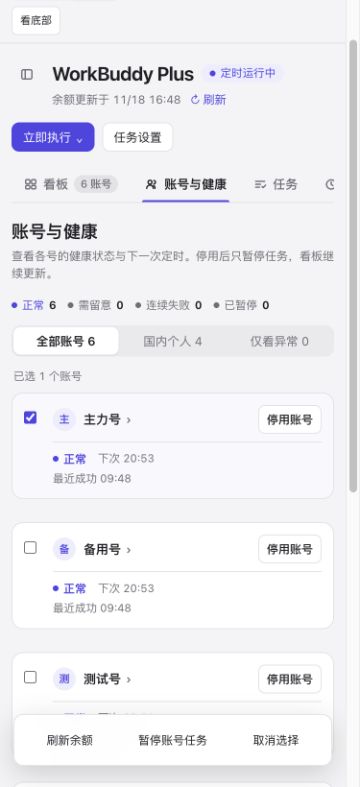 看底部
WorkBuddy Plus 定时运行中
余额更新于 11/18 16:48 刷新
立即执行 任务设置
看板 6 账号 账号与健康 任务
账号与健康
查看各号的健康状态与下一次定时。停用后只暂停任务，看板继
续更新。
正常 6 需留意 0 连续失败 0 已暂停 0
全部账号 6 国内个人 4 仅看异常 0
已选 1 个账号
主 主力号 › 停用账号
正常 下次 20:53
最近成功 09:48
备 备用号 › 停用账号
正常 下次 20:53
最近成功 09:48
测 测试号 › 停用账号
刷新余额 暂停账号任务 取消选择